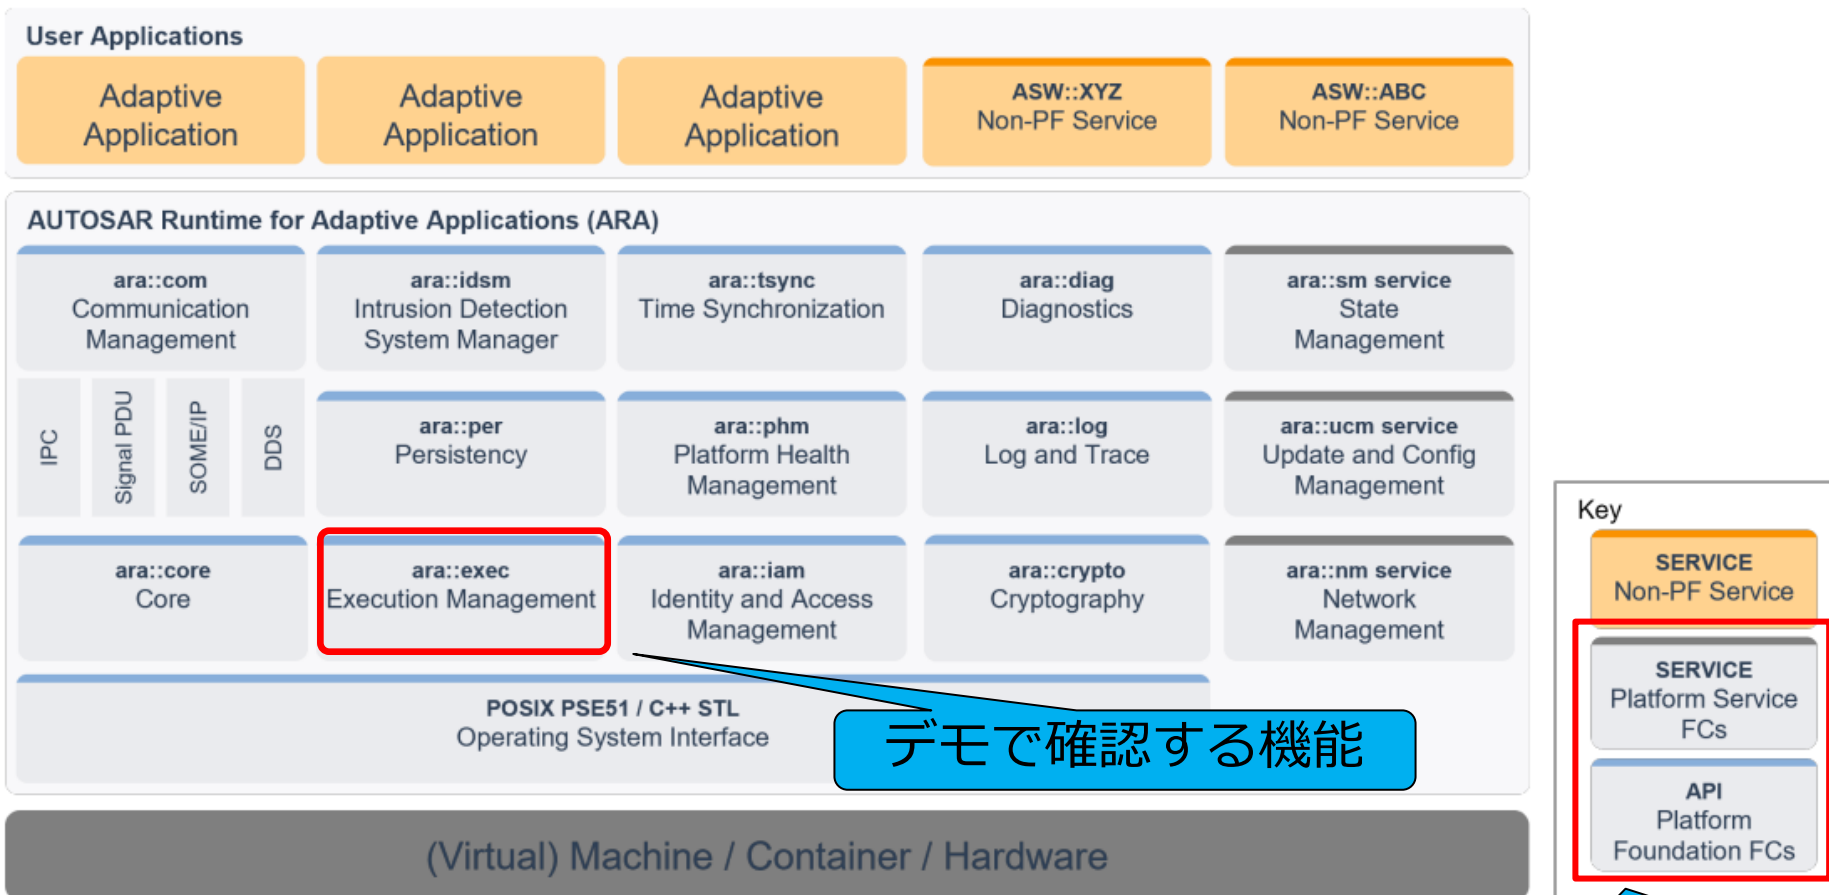 User Applications
Adaptive
Application
Adaptive
Application
Adaptive
Application
ASW::XYZ
Non-PF Service
ASW::ABC
Non-PF Service
AUTOSAR Runtime for Adaptive Applications (ARA)
ara::com
Communication
Management
ara::idsm
Intrusion Detection
System Manager
ara::tsync
Time Synchronization
ara::diag
Diagnostics
ara::sm service
State
Management
IPC
Signal PDU
SOME/IP
DDS
ara::per
Persistency
ara::phm
Platform Health
Management
ara::log
Log and Trace
ara::ucm service
Update and Config
Management
ara::core
Core
ara::exec
Execution Management
ara::iam
Identity and Access
Management
ara::crypto
Cryptography
ara::nm service
Network
Management
POSIX PSE51 / C++ STL
Operating System Interface
デモで確認する機能
(Virtual) Machine / Container / Hardware
Key
SERVICE
Non-PF Service
SERVICE
Platform Service
FCs
API
Platform
Foundation FCs